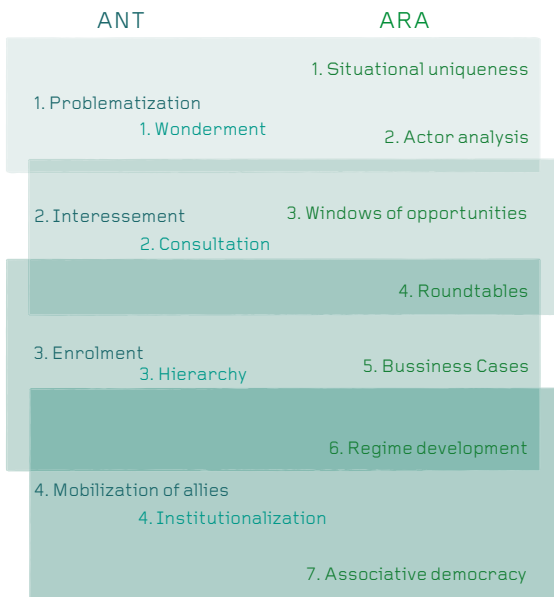 ANT
ARA
1. Situational uniqueness
1. Problematization
1. Wonderment
2. Actor analysis
2. Interessement
3. Windows of opportunities
2. Consultation
4. Roundtables
3. Enrolment
5. Bussiness Cases
3. Hierarchy
6. Regime development
4. Mobilization of allies
4. Institutionalization
7. Associative democracy